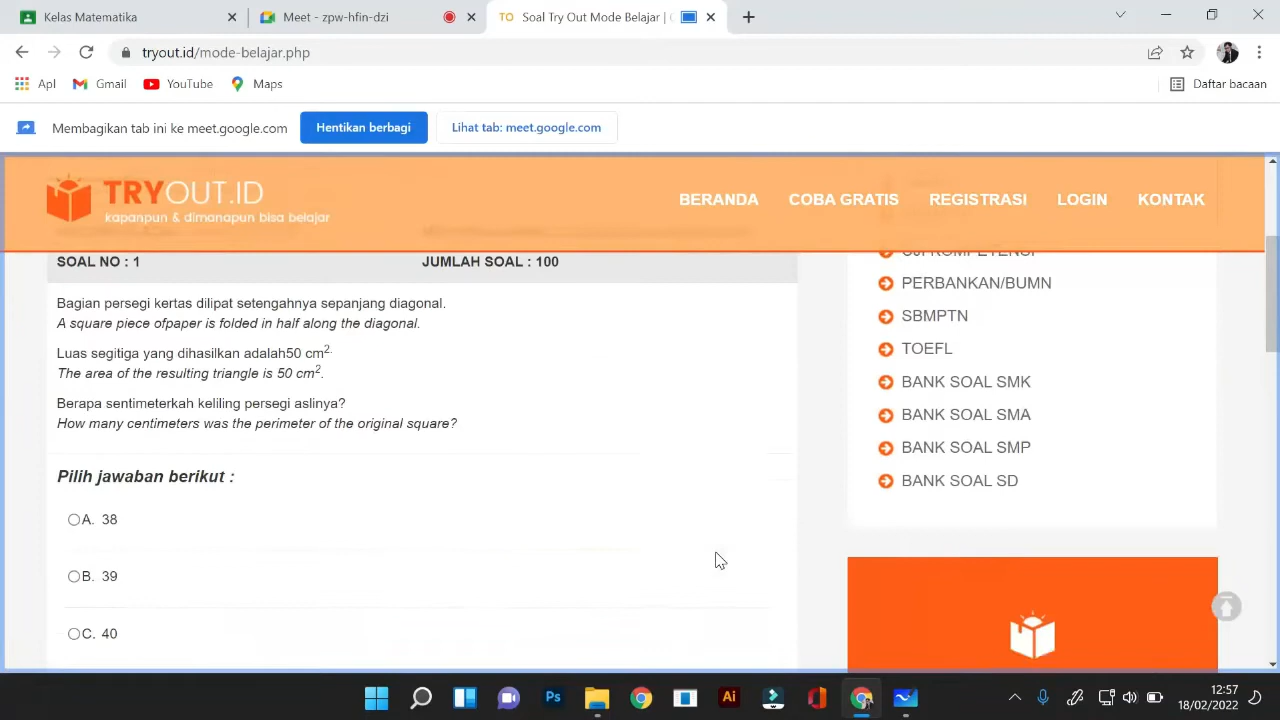 Kelas Matematika
Meet - zpw-hfin-dzi
Soal Try Out Mode Belajar |
tryout.id/mode-belajar.php
Apl
Gmail
YouTube
Maps
Daftar bacaan
Membagikan tab ini ke meet.google.com
Hentikan berbagi
Lihat tab: meet.google.com
TRYOUT.ID
kapanpun & dimanapun bisa belajar
BERANDA
COBA GRATIS
REGISTRASI
LOGIN
KONTAK
SOAL NO : 1
JUMLAH SOAL : 100
Bagian persegi kertas dilipat setengahnya sepanjang diagonal.
A square piece ofpaper is folded in half along the diagonal.
Luas segitiga yang dihasilkan adalah50 cm2.
The area of the resulting triangle is 50 cm2.
Berapa sentimeterkah keliling persegi aslinya?
How many centimeters was the perimeter of the original square?
Pilih jawaban berikut :
A. 38
B. 39
C. 40
UJI KOMPETENSI
PERBANKAN/BUMN
SBMPTN
TOEFL
BANK SOAL SMK
BANK SOAL SMA
BANK SOAL SMP
BANK SOAL SD
Ps
Ai
12:57
18/02/2022